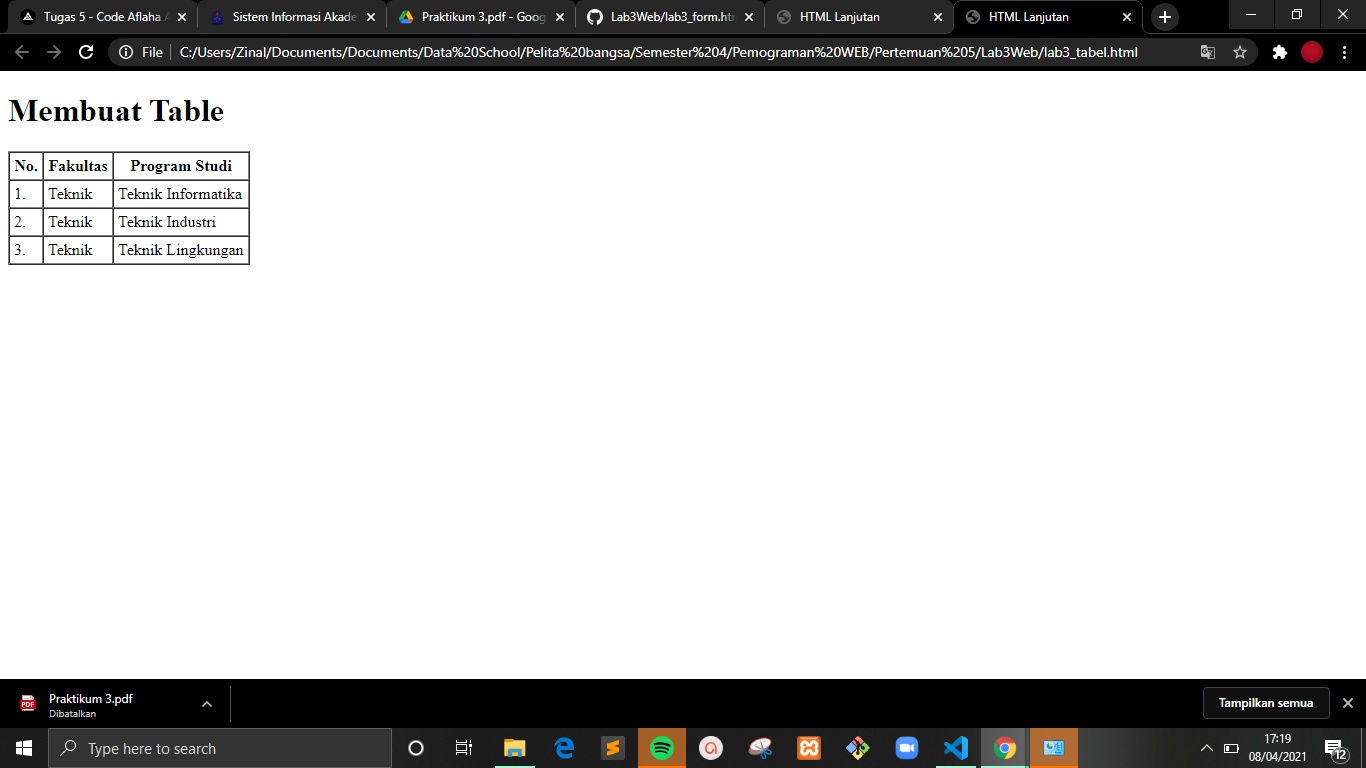 Tugas 5 - Code Aflaha A
Sistem Informasi Akade
Praktikum 3.pdf - Goog
Lab3Web/lab3_form.htm
HTML Lanjutan
HTML Lanjutan
File
C:/Users/Zinal/Documents/Documents/Data%20School/Pelita%20bangsa/Semester%204/Pemograman%20WEB/Pertemuan%205/Lab3Web/lab3_tabel.html
Membuat Table
No. Fakultas Program Studi
1. Teknik Teknik Informatika
2. Teknik Teknik Industri
3. Teknik Teknik Lingkungan
Praktikum 3.pdf
Dibatalkan
Tampilkan semua
Type here to search
17:19
08/04/2021
12